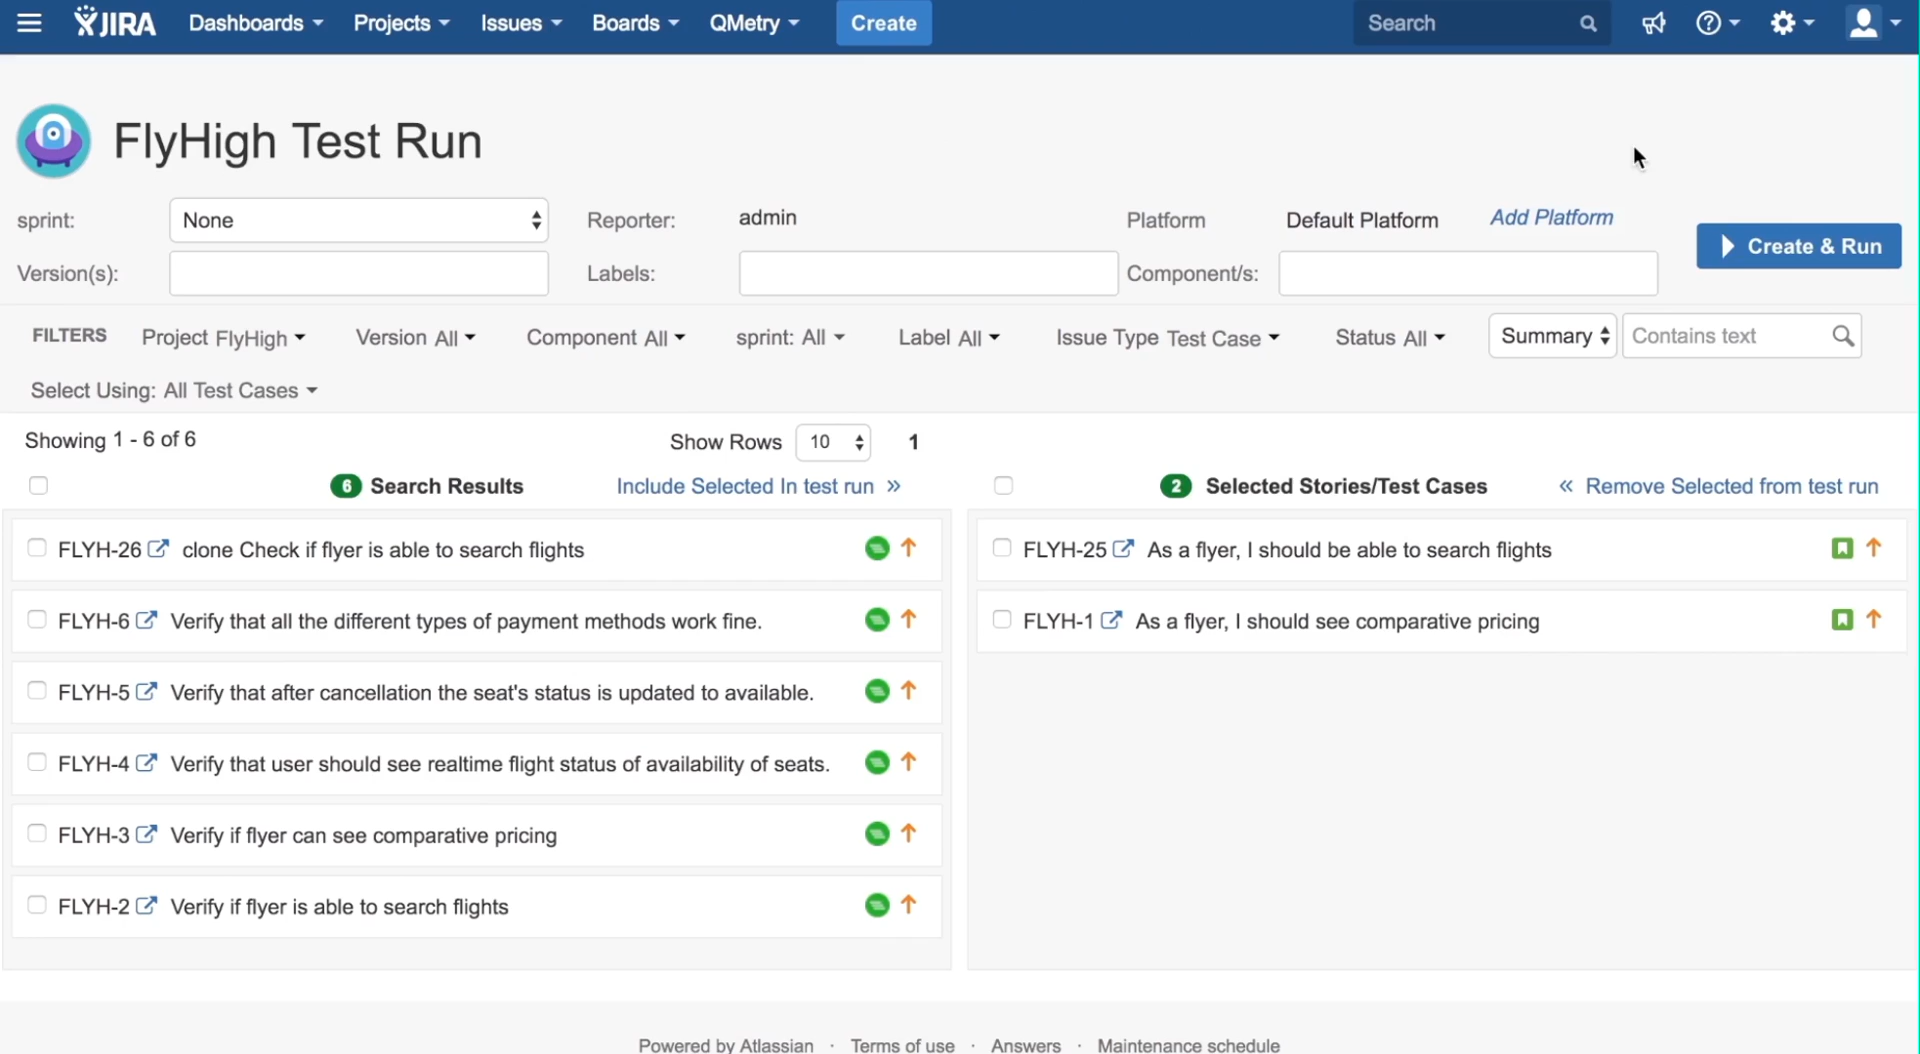 JIRA Dashboards Projects Issues Boards QMetry Create Search
FlyHigh Test Run
sprint: None Reporter: admin Platform Default Platform Add Platform
Create & Run
Version(s): Labels: Component/s:
FILTERS Project FlyHigh Version All Component All sprint: All Label All Issue Type Test Case Status All Summary Contains text
Select Using: All Test Cases
Showing 1 - 6 of 6 Show Rows 10 1
6 Search Results Include Selected In test run »
FLYH-26 clone Check if flyer is able to search flights
FLYH-6 Verify that all the different types of payment methods work fine.
FLYH-5 Verify that after cancellation the seat's status is updated to available.
FLYH-4 Verify that user should see realtime flight status of availability of seats.
FLYH-3 Verify if flyer can see comparative pricing
FLYH-2 Verify if flyer is able to search flights
2 Selected Stories/Test Cases « Remove Selected from test run
FLYH-25 As a flyer, I should be able to search flights
FLYH-1 As a flyer, I should see comparative pricing
Powered by Atlassian · Terms of use · Answers · Maintenance schedule